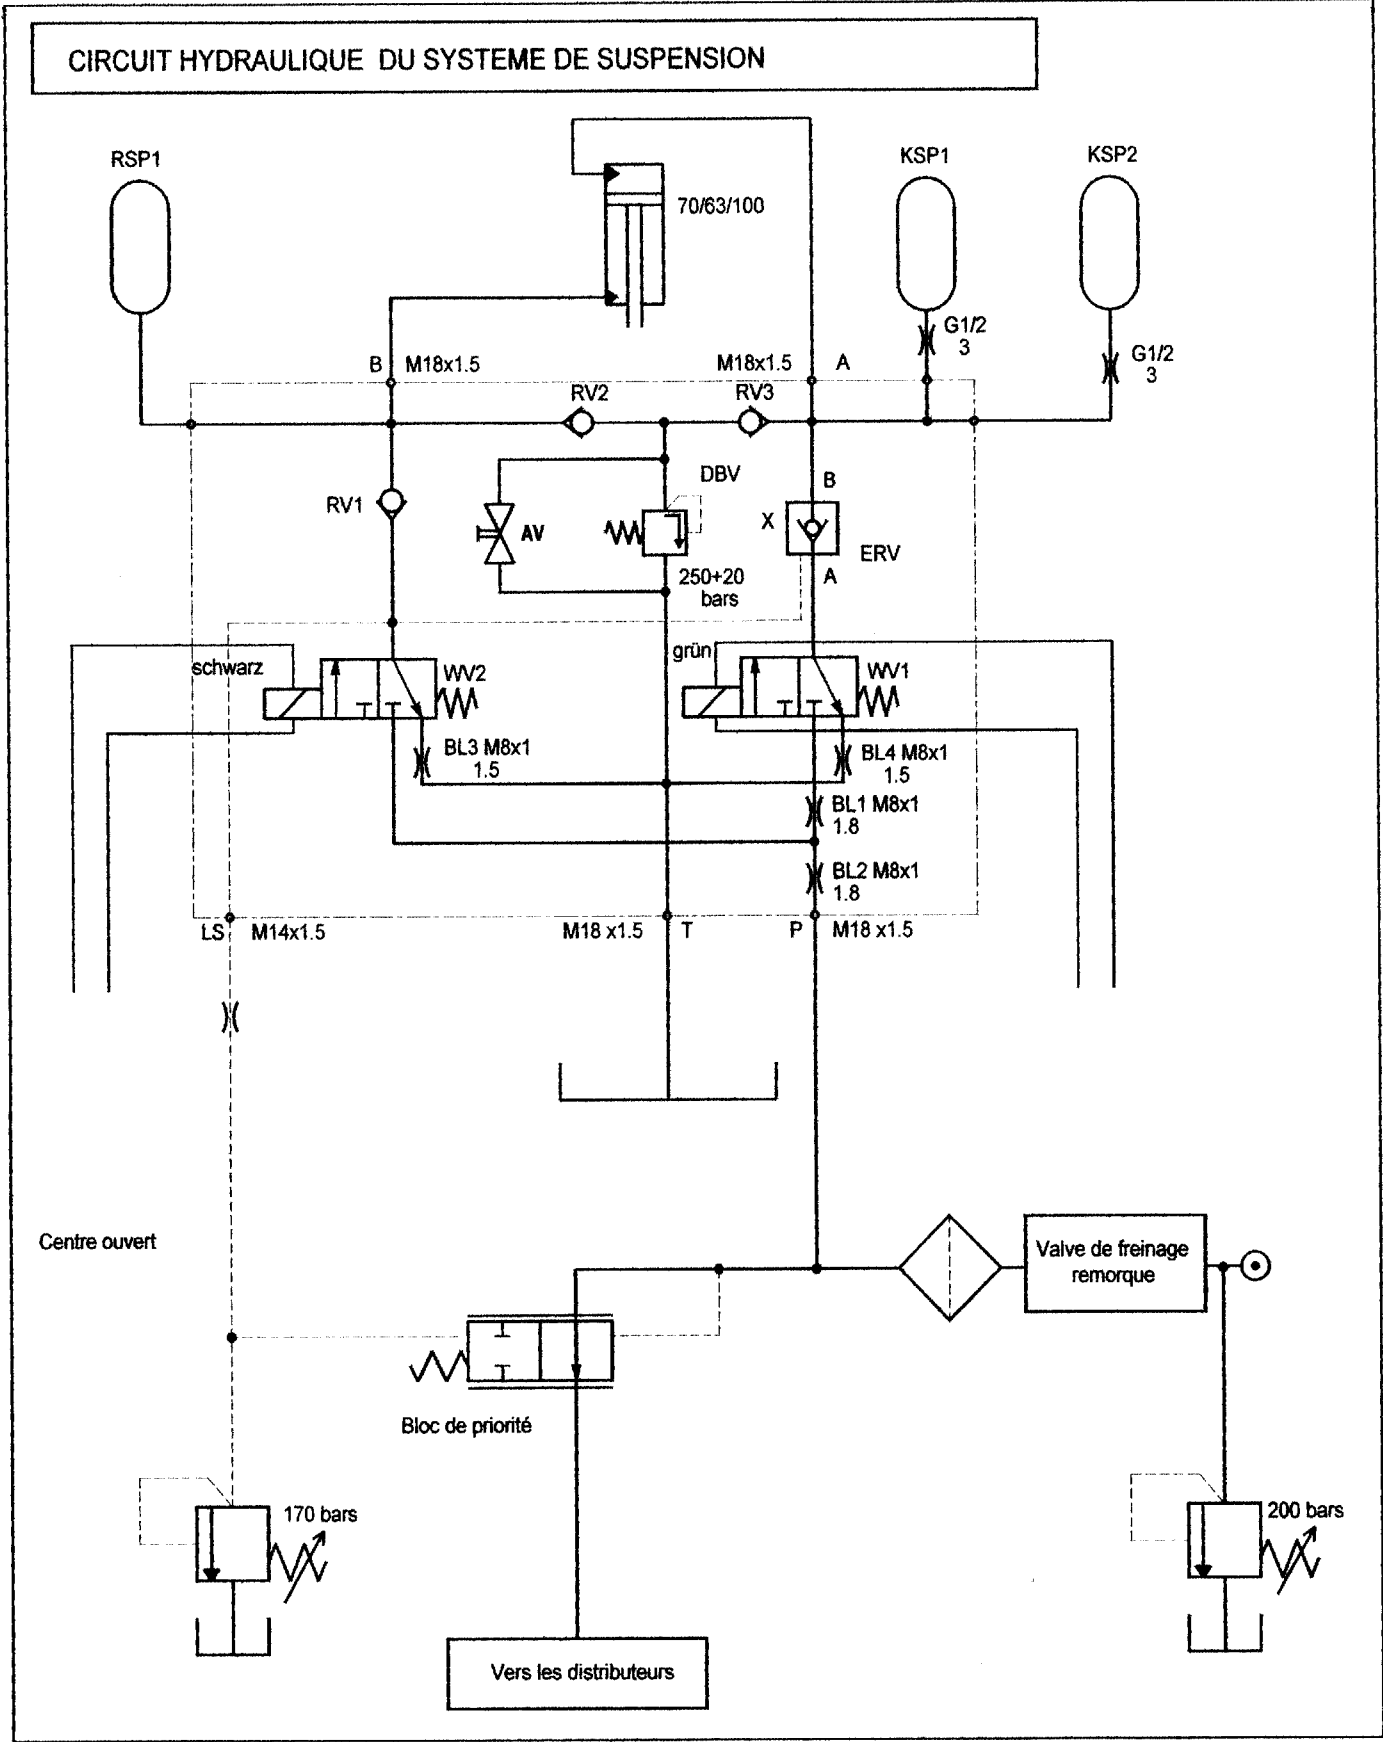 CIRCUIT HYDRAULIQUE DU SYSTEME DE SUSPENSION
RSP1
KSP1
KSP2
70/63/100
G1/2
3
G1/2
3
B
M18x1.5
M18x1.5
A
RV2
RV3
DBV
B
RV1
X
AV
ERV
250+20
bars
A
schwarz
grün
WV2
WV1
BL3 M8x1
1.5
BL4 M8x1
1.5
BL1 M8x1
1.8
BL2 M8x1
1.8
LS
M14x1.5
M18 x1.5
T
P
M18 x1.5
Centre ouvert
Valve de freinage
remorque
Bloc de priorité
170 bars
200 bars
Vers les distributeurs